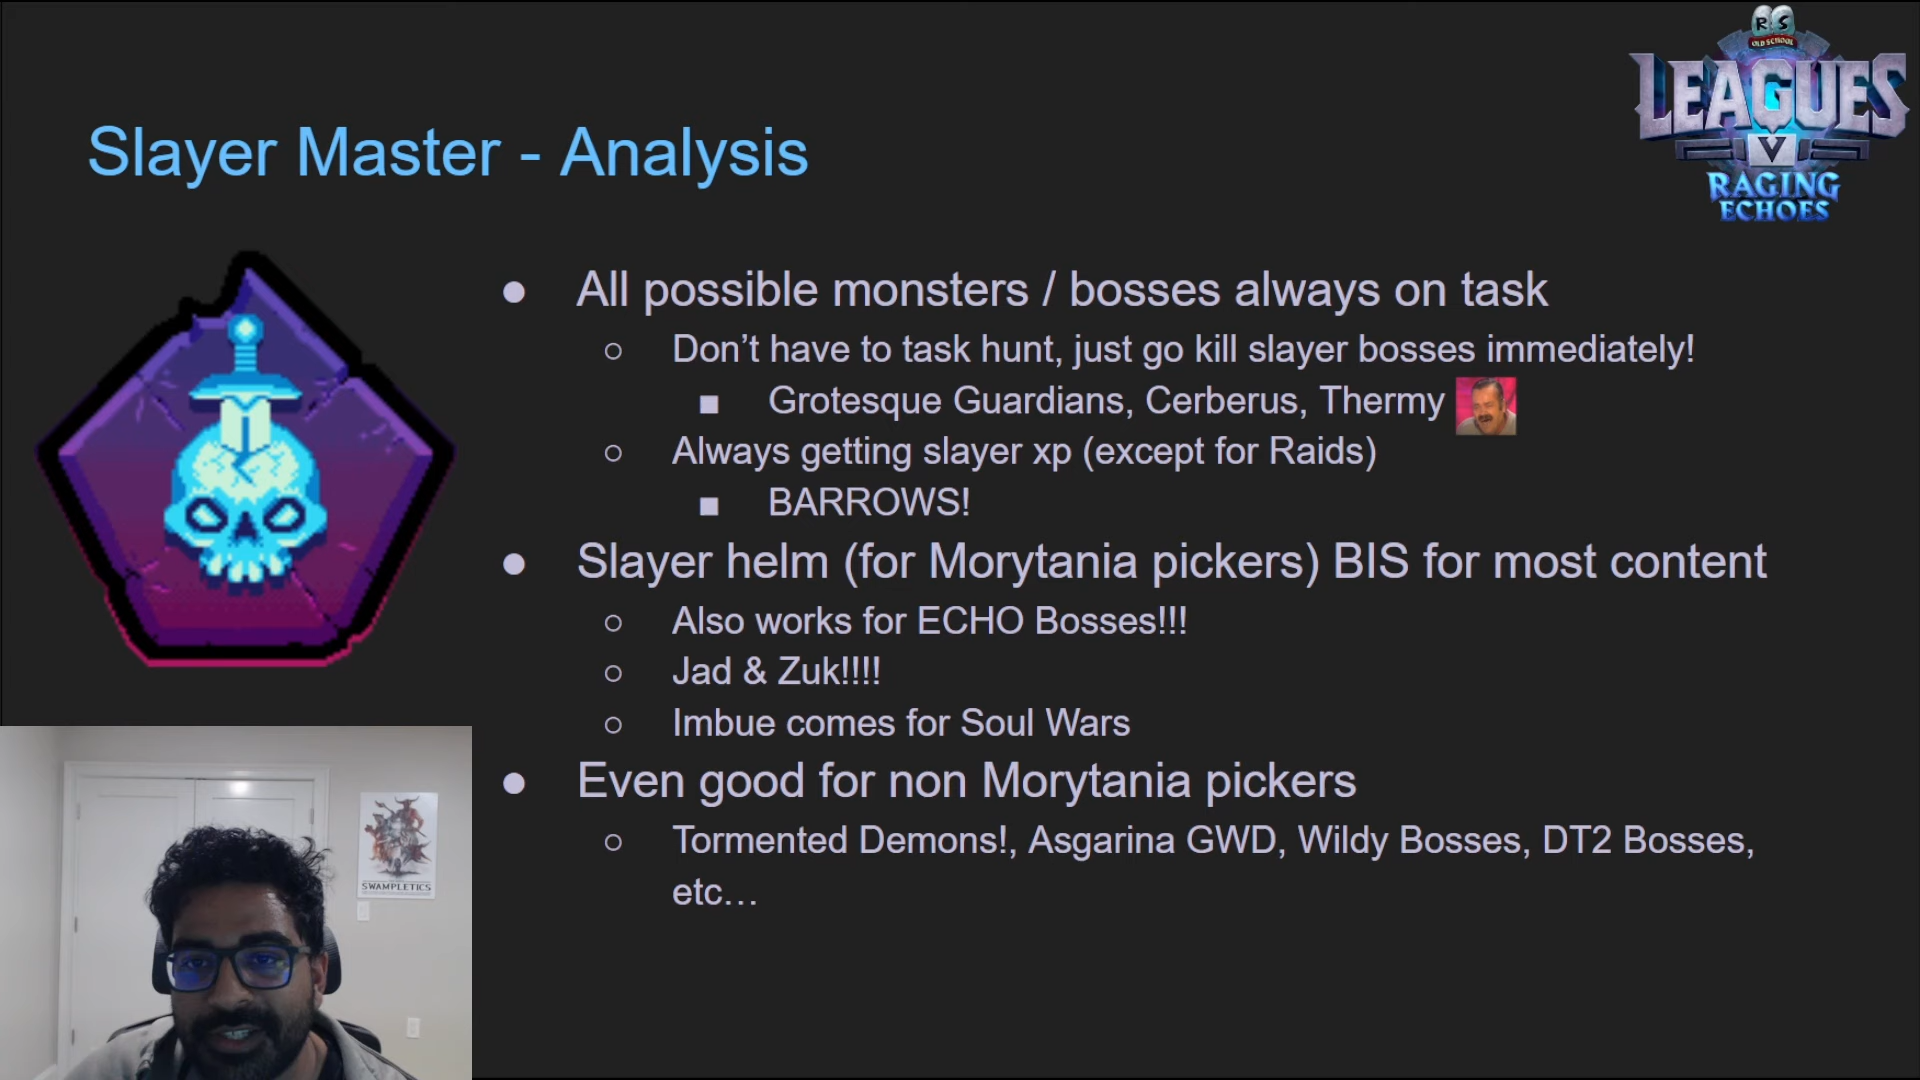 RS
OLD SCHOOL
LEAGUES
V
RAGING
ECHOES
Slayer Master - Analysis
● All possible monsters / bosses always on task
○ Don’t have to task hunt, just go kill slayer bosses immediately!
■ Grotesque Guardians, Cerberus, Thermy
○ Always getting slayer xp (except for Raids)
■ BARROWS!
● Slayer helm (for Morytania pickers) BIS for most content
○ Also works for ECHO Bosses!!!
○ Jad & Zuk!!!!
○ Imbue comes for Soul Wars
● Even good for non Morytania pickers
○ Tormented Demons!, Asgarina GWD, Wildy Bosses, DT2 Bosses,
etc…
SWAMPLETICS